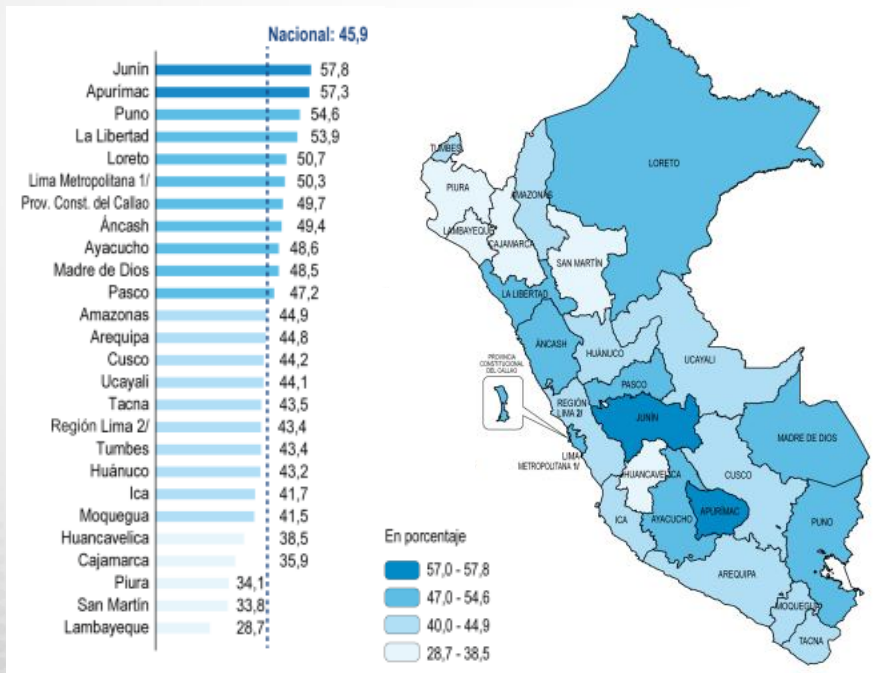 Nacional: 45,9
Junín 57,8
Apurímac 57,3
Puno 54,6
La Libertad 53,9
Loreto 50,7
Lima Metropolitana 1/ 50,3
Prov. Const. del Callao 49,7
Áncash 49,4
Ayacucho 48,6
Madre de Dios 48,5
Pasco 47,2
Amazonas 44,9
Arequipa 44,8
Cusco 44,2
Ucayali 44,1
Tacna 43,5
Región Lima 2/ 43,4
Tumbes 43,4
Huánuco 43,2
Ica 41,7
Moquegua 41,5
Huancavelica 38,5
Cajamarca 35,9
Piura 34,1
San Martín 33,8
Lambayeque 28,7
TUMBES
PIURA
LAMBAYEQUE
CAJAMARCA
AMAZONAS
LORETO
SAN MARTÍN
LA LIBERTAD
ÁNCASH
HUÁNUCO
UCAYALI
PASCO
PROVINCIA
CONSTITUCIONAL
DEL CALLAO
REGIÓN
LIMA 2/
JUNÍN
LIMA
METROPOLITANA 1/
HUANCAVELICA
CUSCO
MADRE DE DIOS
ICA
AYACUCHO
APURÍMAC
PUNO
AREQUIPA
MOQUEGUA
TACNA
En porcentaje
57,0 - 57,8
47,0 - 54,6
40,0 - 44,9
28,7 - 38,5